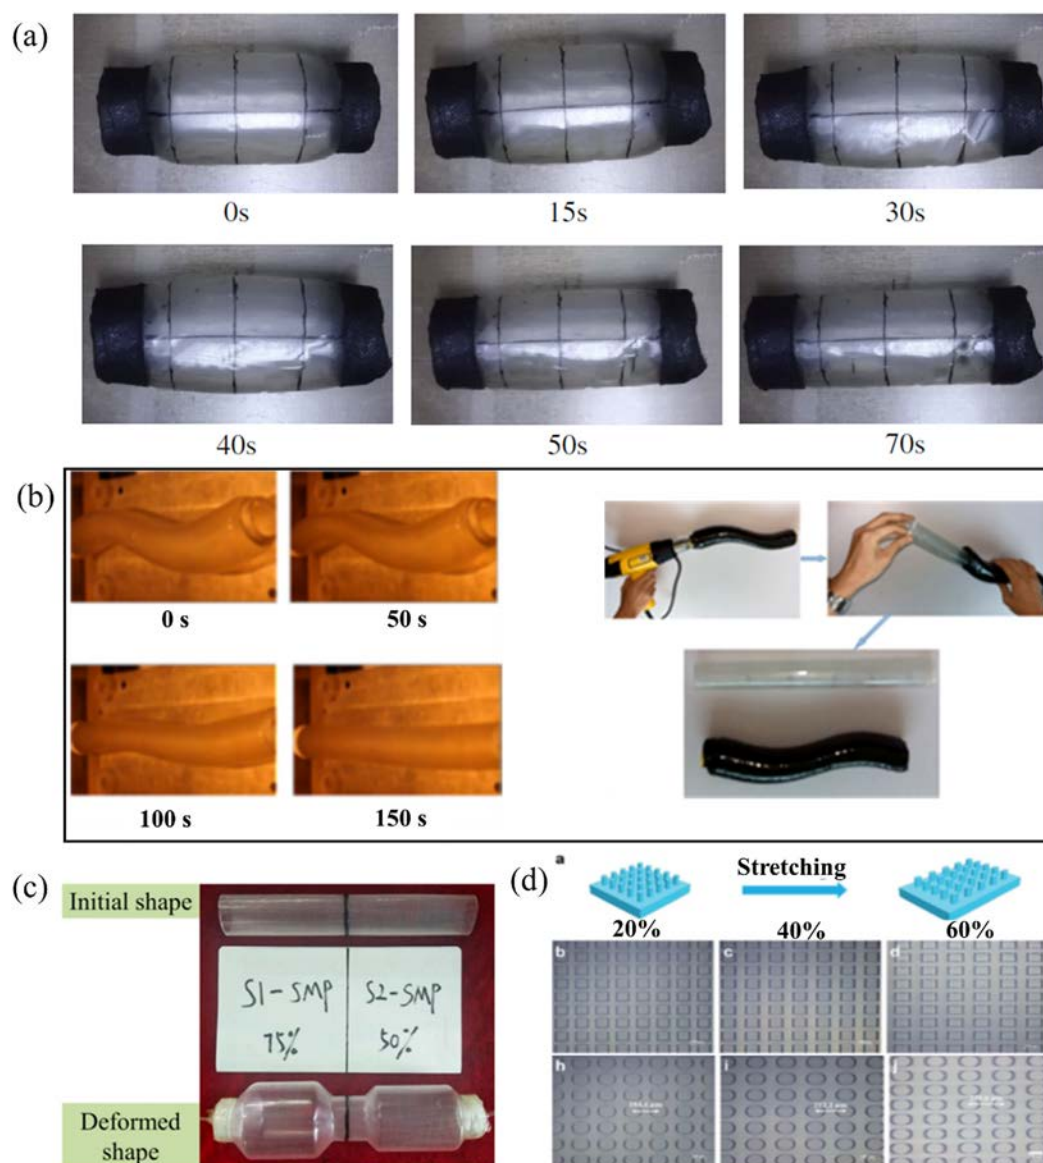 (a)
0s
15s
30s
40s
50s
70s
(b)
0 s
50 s
100 s
150 s
(c)
Initial shape
S1-SMP
75%
S2-SMP
50%
Deformed
shape
(d)
a
Stretching
20%
40%
60%
b
c
d
h
i
j